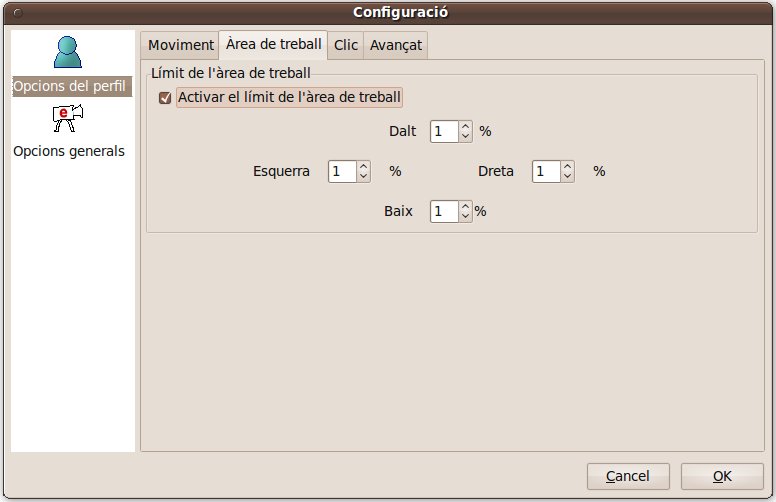 Configuració
Opcions del perfil
e
Opcions generals
Moviment Àrea de treball Clic Avançat
Límit de l'àrea de treball
Activar el límit de l'àrea de treball
Dalt 1 %
Esquerra 1 % Dreta 1 %
Baix 1 %
Cancel OK